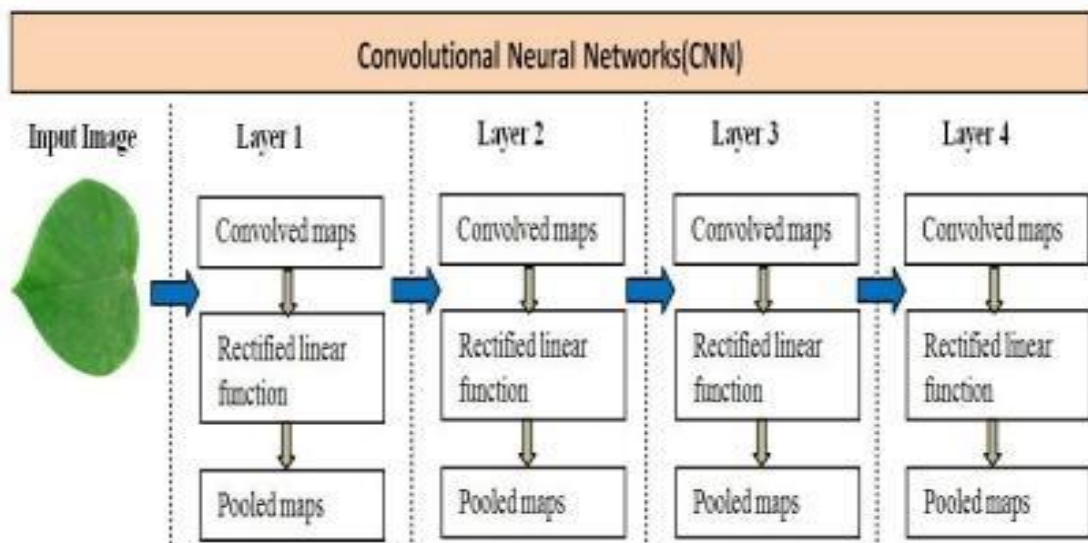 Convolutional Neural Networks(CNN)
Input Image
Layer 1
Layer 2
Layer 3
Layer 4
Convolved maps
Convolved maps
Convolved maps
Convolved maps
Rectified linear
function
Rectified linear
function
Rectified linear
function
Rectified linear
function
Pooled maps
Pooled maps
Pooled maps
Pooled maps